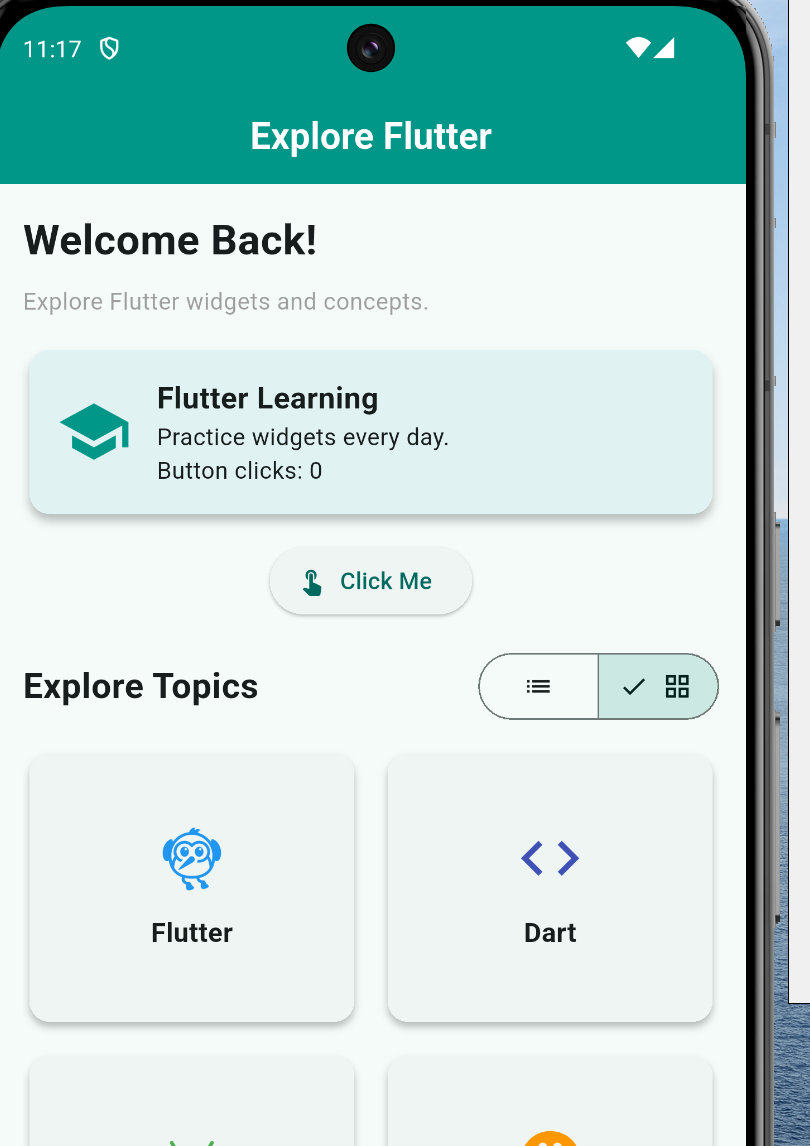 11:17
Explore Flutter
Welcome Back!
Explore Flutter widgets and concepts.
Flutter Learning
Practice widgets every day.
Button clicks: 0
Click Me
Explore Topics
Flutter
Dart